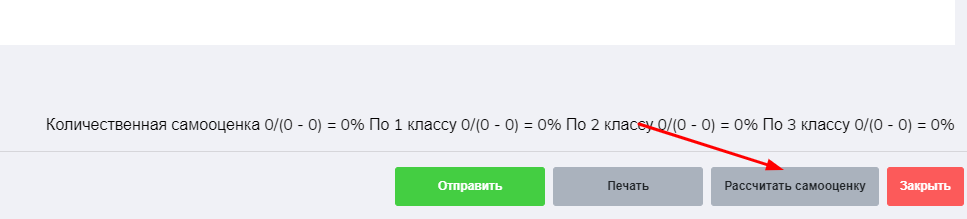 Количественная самооценка 0/(0 - 0) = 0% По 1 классу 0/(0 - 0) = 0% По 2 классу 0/(0 - 0) = 0% По 3 классу 0/(0 - 0) = 0%
Отправить Печать Рассчитать самооценку Закрыть